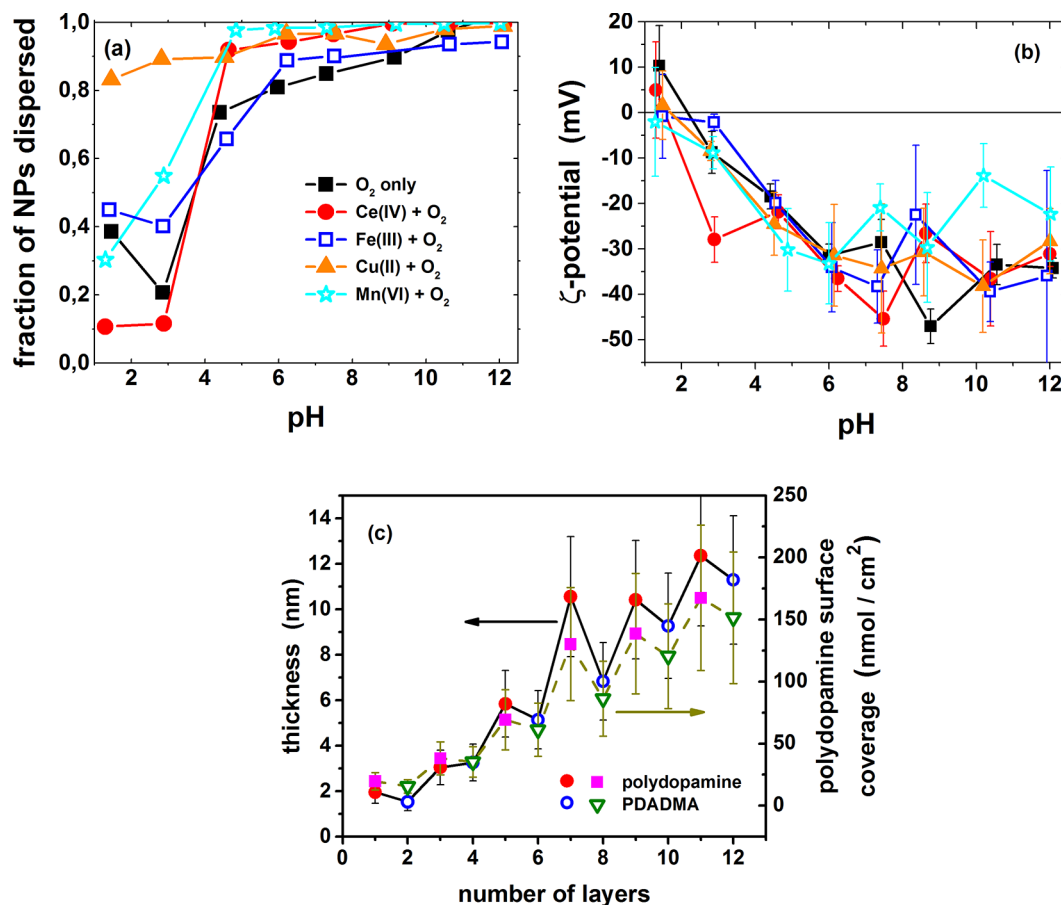 (a)
fraction of NPs dispersed
1,0
0,8
0,6
0,4
0,2
0,0
2 4 6 8 10 12
pH
O₂ only
Ce(IV) + O₂
Fe(III) + O₂
Cu(II) + O₂
Mn(VI) + O₂
(b)
ζ-potential (mV)
20
10
0
-10
-20
-30
-40
-50
2 4 6 8 10 12
pH
(c)
thickness (nm)
14
12
10
8
6
4
2
0
0 2 4 6 8 10 12
number of layers
polydopamine
PDADMA
250
200
150
100
50
0
polydopamine surface
coverage (nmol / cm²)